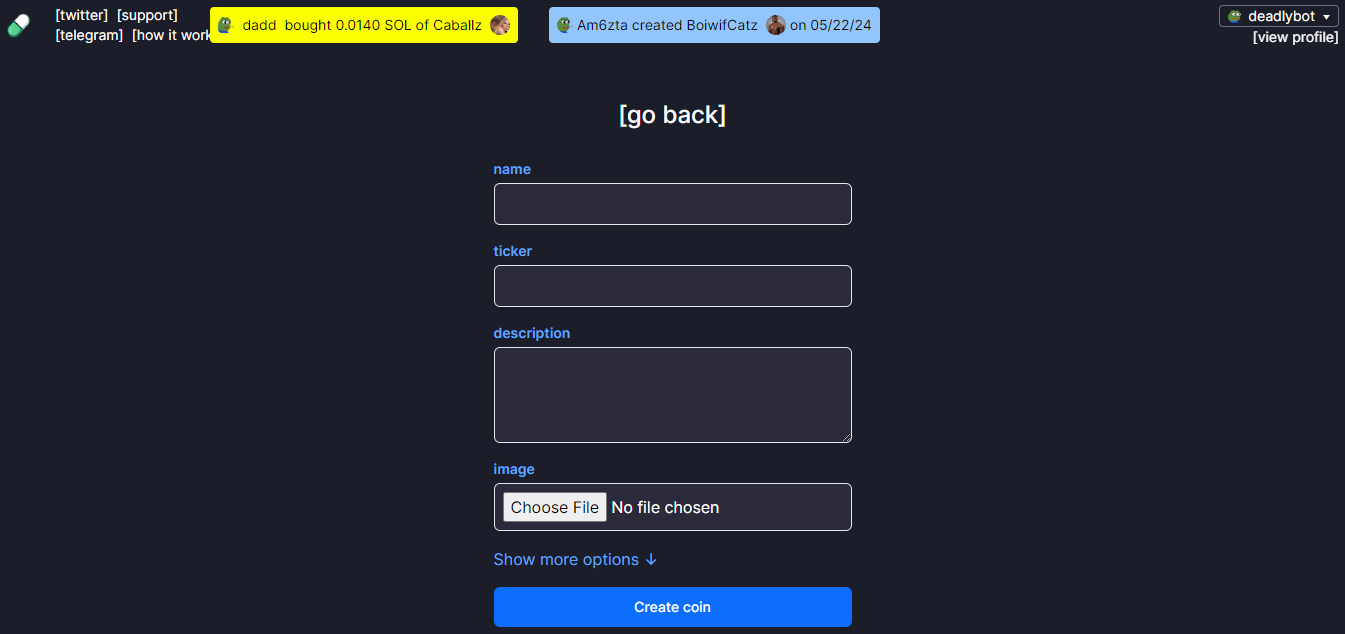 [twitter] [support]
[telegram] [how it work
dadd bought 0.0140 SOL of Caballz
Am6zta created BoiwifCatz on 05/22/24
deadlybot
[view profile]
[go back]
name
ticker
description
image
Choose File No file chosen
Show more options ↓
Create coin